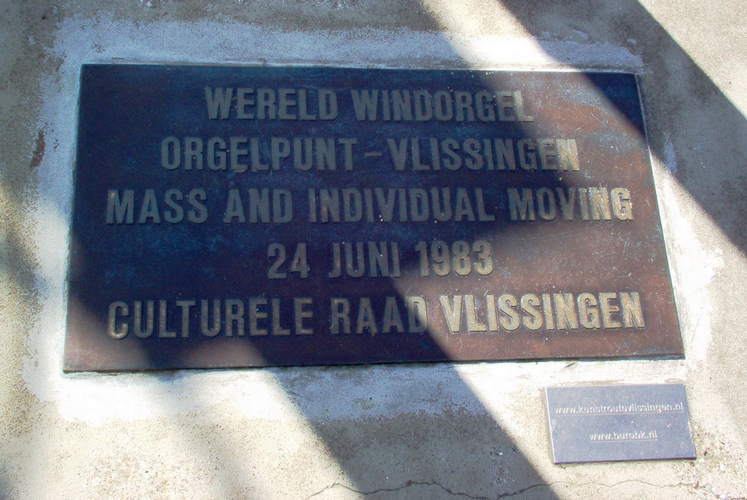 WERELD WINDORGEL
ORGELPUNT-VLISSINGEN
MASS AND INDIVIDUAL MOVING
24 JUNI 1983
CULTURELE RAAD VLISSINGEN
www.konstroutevlissingen.nl
www.burobk.nl